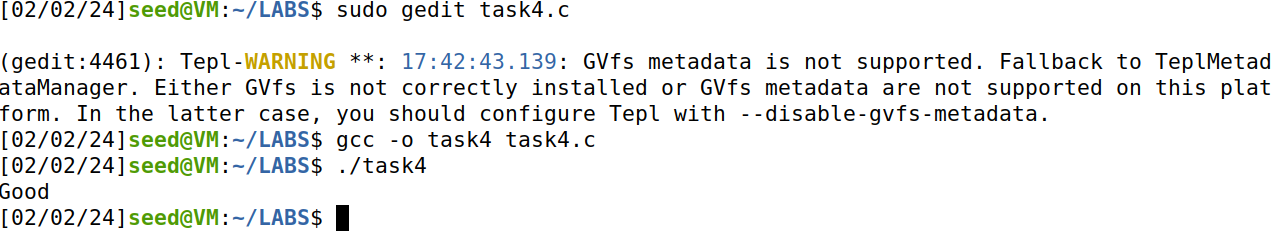 [02/02/24]seed@VM:~/LABS$ sudo gedit task4.c
(gedit:4461): Tepl-WARNING **: 17:42:43.139: GVfs metadata is not supported. Fallback to TeplMetad
ataManager. Either GVfs is not correctly installed or GVfs metadata are not supported on this plat
form. In the latter case, you should configure Tepl with --disable-gvfs-metadata.
[02/02/24]seed@VM:~/LABS$ gcc -o task4 task4.c
[02/02/24]seed@VM:~/LABS$ ./task4
Good
[02/02/24]seed@VM:~/LABS$